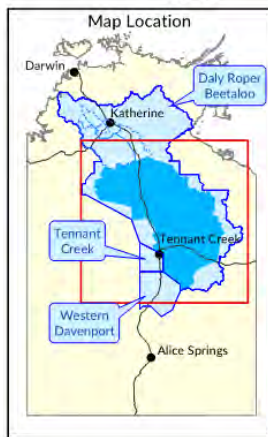 Map Location
Darwin
Daly Roper
Beetaloo
Katherine
Tennant
Creek
Tennant Creek
Western
Davenport
Alice Springs